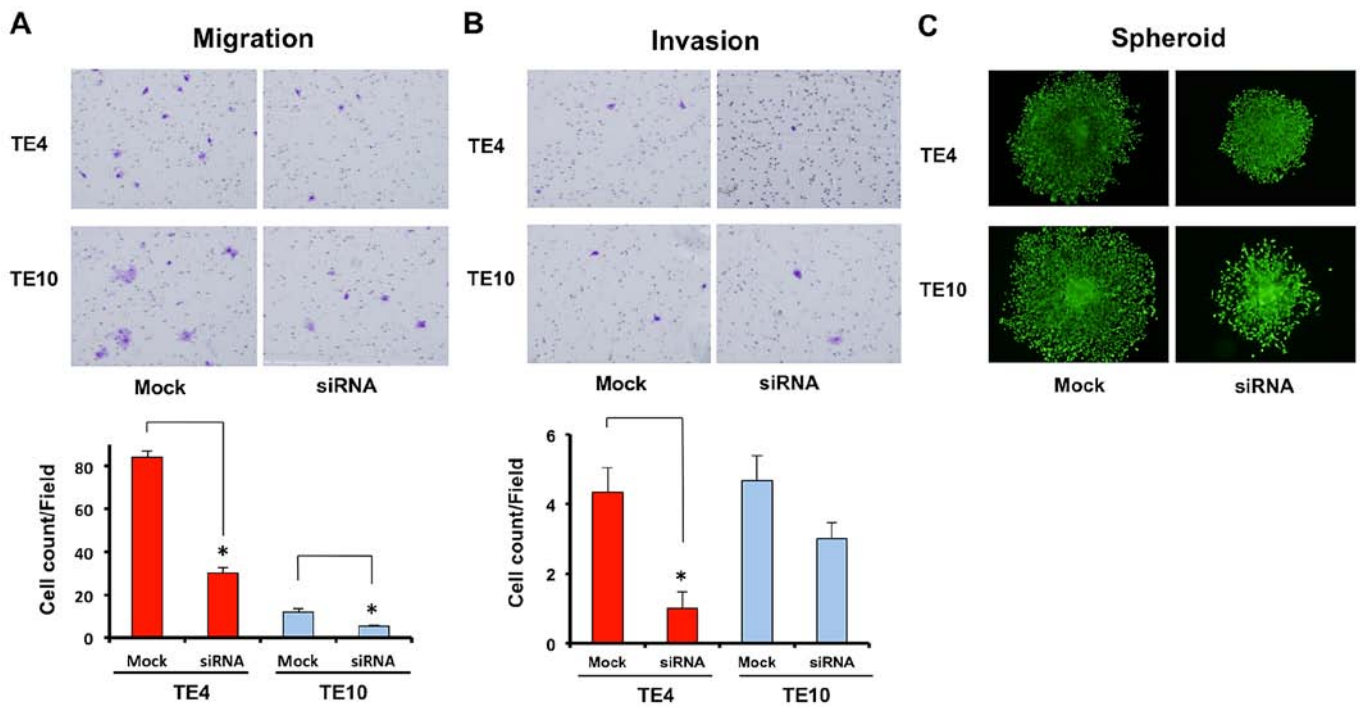 A
Migration
TE4
TE10
Mock siRNA
Cell count/Field
80
60
40
20
0
*
*
Mock siRNA Mock siRNA
TE4 TE10
B
Invasion
TE4
TE10
Mock siRNA
Cell count/Field
6
4
2
0
*
Mock siRNA Mock siRNA
TE4 TE10
C
Spheroid
TE4
TE10
Mock siRNA